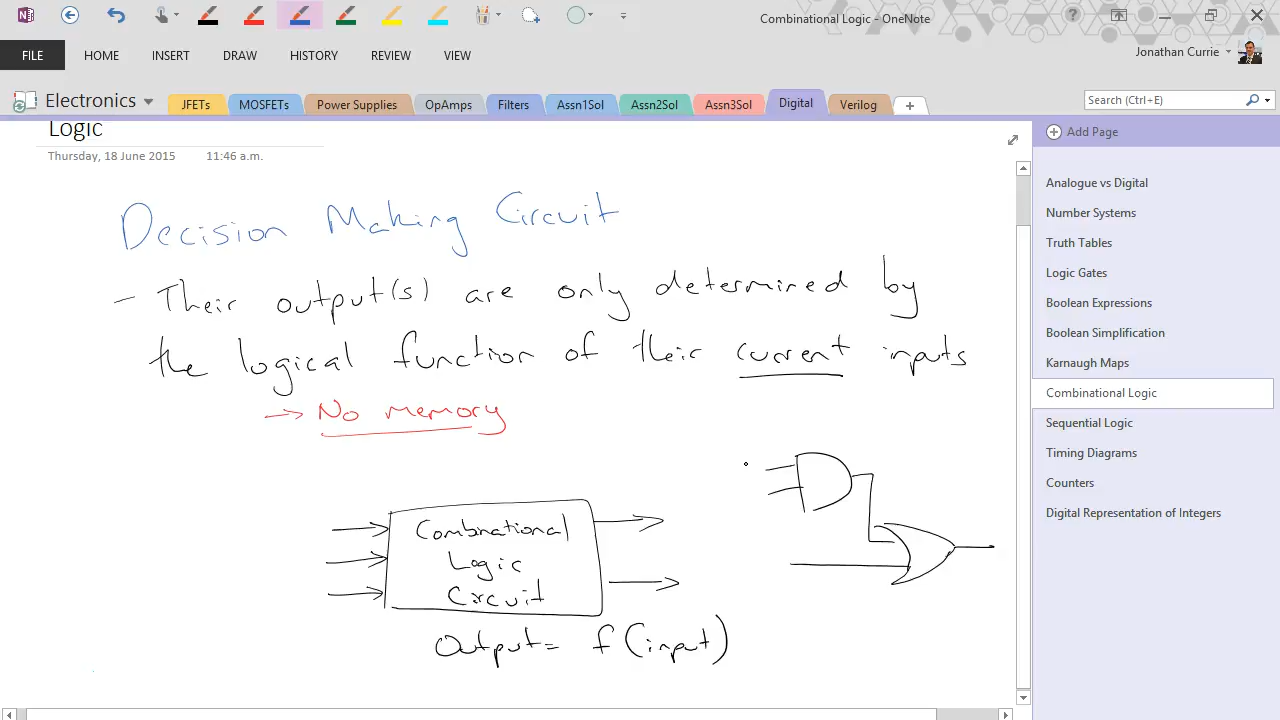 Combinational Logic - OneNote
Jonathan Currie
FILE HOME INSERT DRAW HISTORY REVIEW VIEW
Electronics JFETs MOSFETs Power Supplies OpAmps Filters Assn1Sol Assn2Sol Assn3Sol Digital Verilog
Search (Ctrl+E)
Logic
Thursday, 18 June 2015 11:46 a.m.
Decision Making Circuit
- Their output(s) are only determined by
the logical function of their current inputs
→ No memory
Combinational
Logic
Circuit
Output = f(input)
Add Page
Analogue vs Digital
Number Systems
Truth Tables
Logic Gates
Boolean Expressions
Boolean Simplification
Karnaugh Maps
Combinational Logic
Sequential Logic
Timing Diagrams
Counters
Digital Representation of Integers